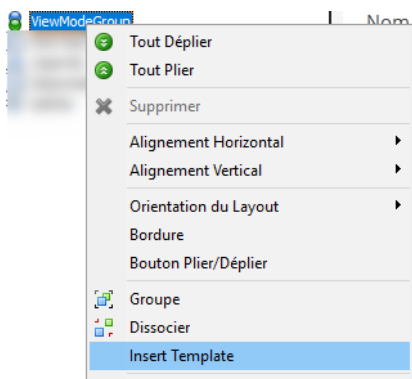 ViewModeGroup
Nom
Tout Déplier
Tout Plier
Supprimer
Alignement Horizontal
Alignement Vertical
Orientation du Layout
Bordure
Bouton Plier/Déplier
Groupe
Dissocier
Insert Template